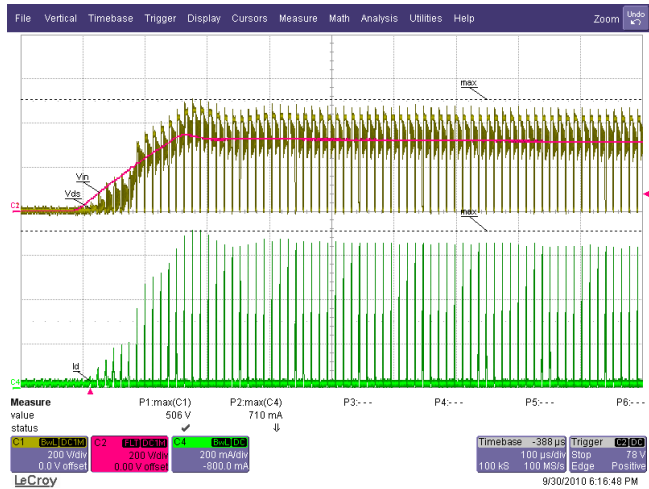 File Vertical Timebase Trigger Display Cursors Measure Math Analysis Utilities Help Zoom Undo
max
Vin
Vds
C2
max
Id
C4
Measure P1:max(C1) P2:max(C4) P3:- - - P4:- - - P5:- - - P6:- - -
value 506 V 710 mA
status
C1 BwL DC1M C2 FLT DC1M C4 BwL DC Timebase -388 µs Trigger C2 DC
200 V/div 200 V/div 200 mA/div 100 µs/div Stop 78 V
0.0 V offset 0.00 V offset -800.0 mA 100 kS 100 MS/s Edge Positive
LeCroy 9/30/2010 6:16:48 PM